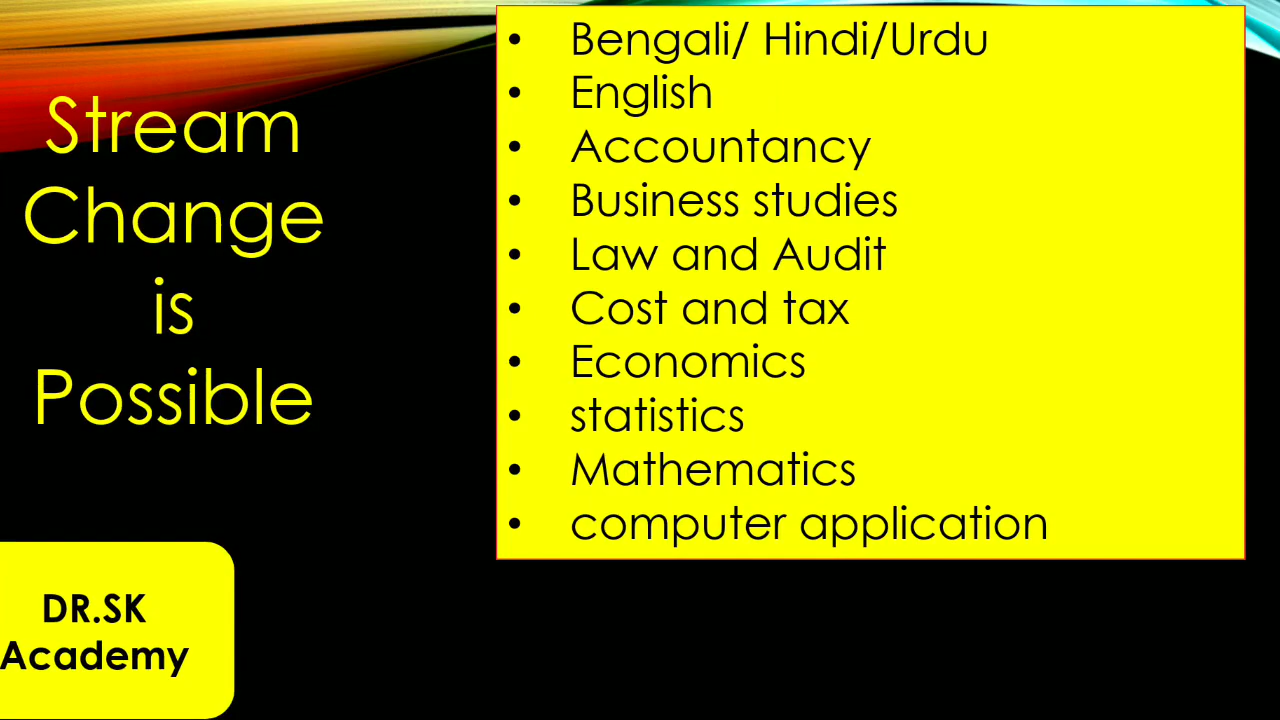 Stream
Change
is
Possible
• Bengali/ Hindi/Urdu
• English
• Accountancy
• Business studies
• Law and Audit
• Cost and tax
• Economics
• statistics
• Mathematics
• computer application
DR.SK
Academy